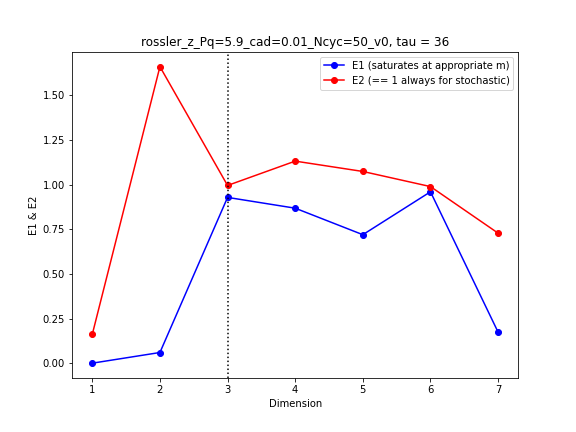 rossler_z_Pq=5.9_cad=0.01_Ncyc=50_v0, tau = 36
E1 (saturates at appropriate m)
E2 (== 1 always for stochastic)
1.50
1.25
1.00
0.75
0.50
0.25
0.00
E1 & E2
1 2 3 4 5 6 7
Dimension